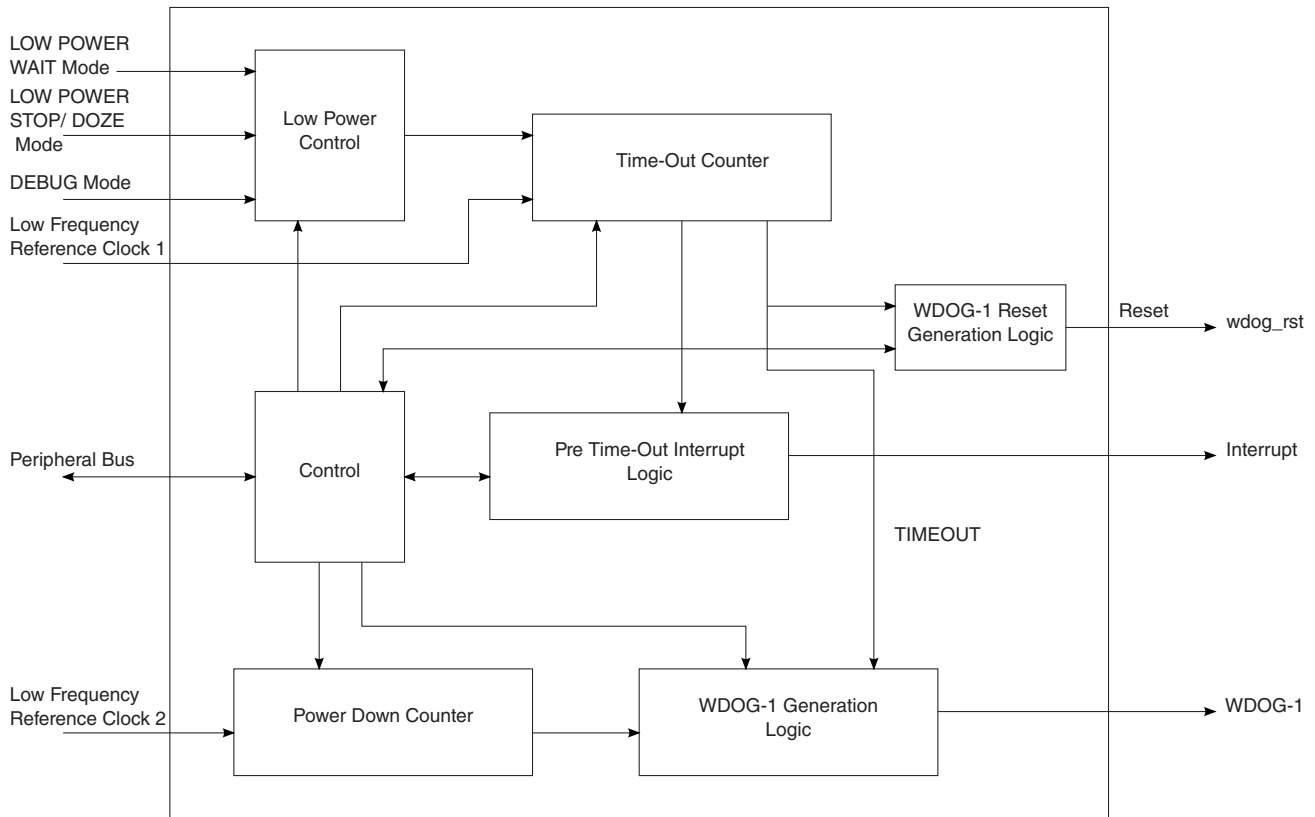 LOW POWER
WAIT Mode
LOW POWER
STOP/ DOZE
Mode
DEBUG Mode
Low Frequency
Reference Clock 1
Low Power
Control
Time-Out Counter
WDOG-1 Reset
Generation Logic
Reset
wdog_rst
Peripheral Bus
Control
Pre Time-Out Interrupt
Logic
Interrupt
TIMEOUT
Low Frequency
Reference Clock 2
Power Down Counter
WDOG-1 Generation
Logic
WDOG-1